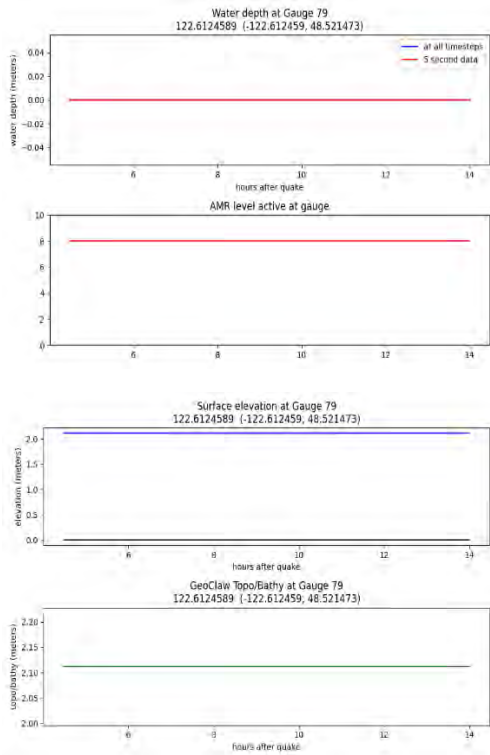 Water depth at Gauge 79
122.6124589 (-122.612459, 48.521473)
at all timesteps
5 second data
water depth (meters)
0.04
0.02
0.00
−0.02
−0.04
6
8
10
12
14
hours after quake
AMR level active at gauge
10
8
6
4
2
0
6
8
10
12
14
Surface elevation at Gauge 79
122.6124589 (-122.612459, 48.521473)
elevation (meters)
2.0
1.5
1.0
0.5
0.0
6
8
10
12
14
hours after quake
GeoClaw Topo/Bathy at Gauge 79
122.6124589 (-122.612459, 48.521473)
topo/bathy (meters)
2.20
2.15
2.10
2.05
2.00
6
8
10
12
14
hours after quake